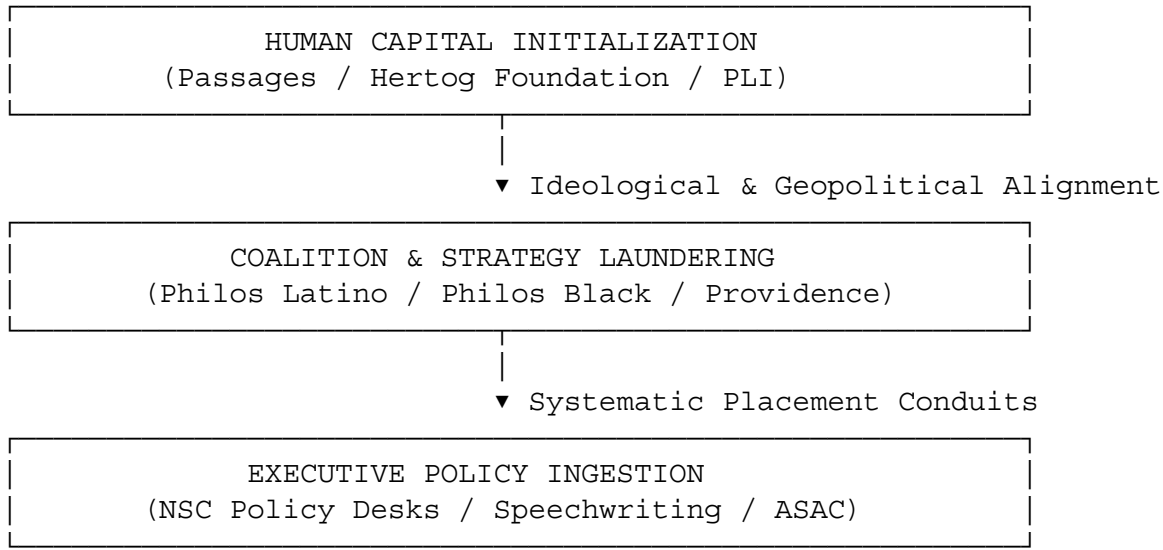 HUMAN CAPITAL INITIALIZATION
(Passages / Hertog Foundation / PLI)
▼ Ideological & Geopolitical Alignment
COALITION & STRATEGY LAUNDERING
(Philos Latino / Philos Black / Providence)
▼ Systematic Placement Conduits
EXECUTIVE POLICY INGESTION
(NSC Policy Desks / Speechwriting / ASAC)